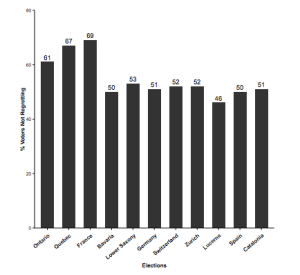 80
60
40
20
0
% Voters Not Regretting
61
67
69
50
53
51
52
52
46
50
51
Ontario
Quebec
France
Bavaria
Lower Saxony
Germany
Switzerland
Zurich
Lucerne
Spain
Catalonia
Elections